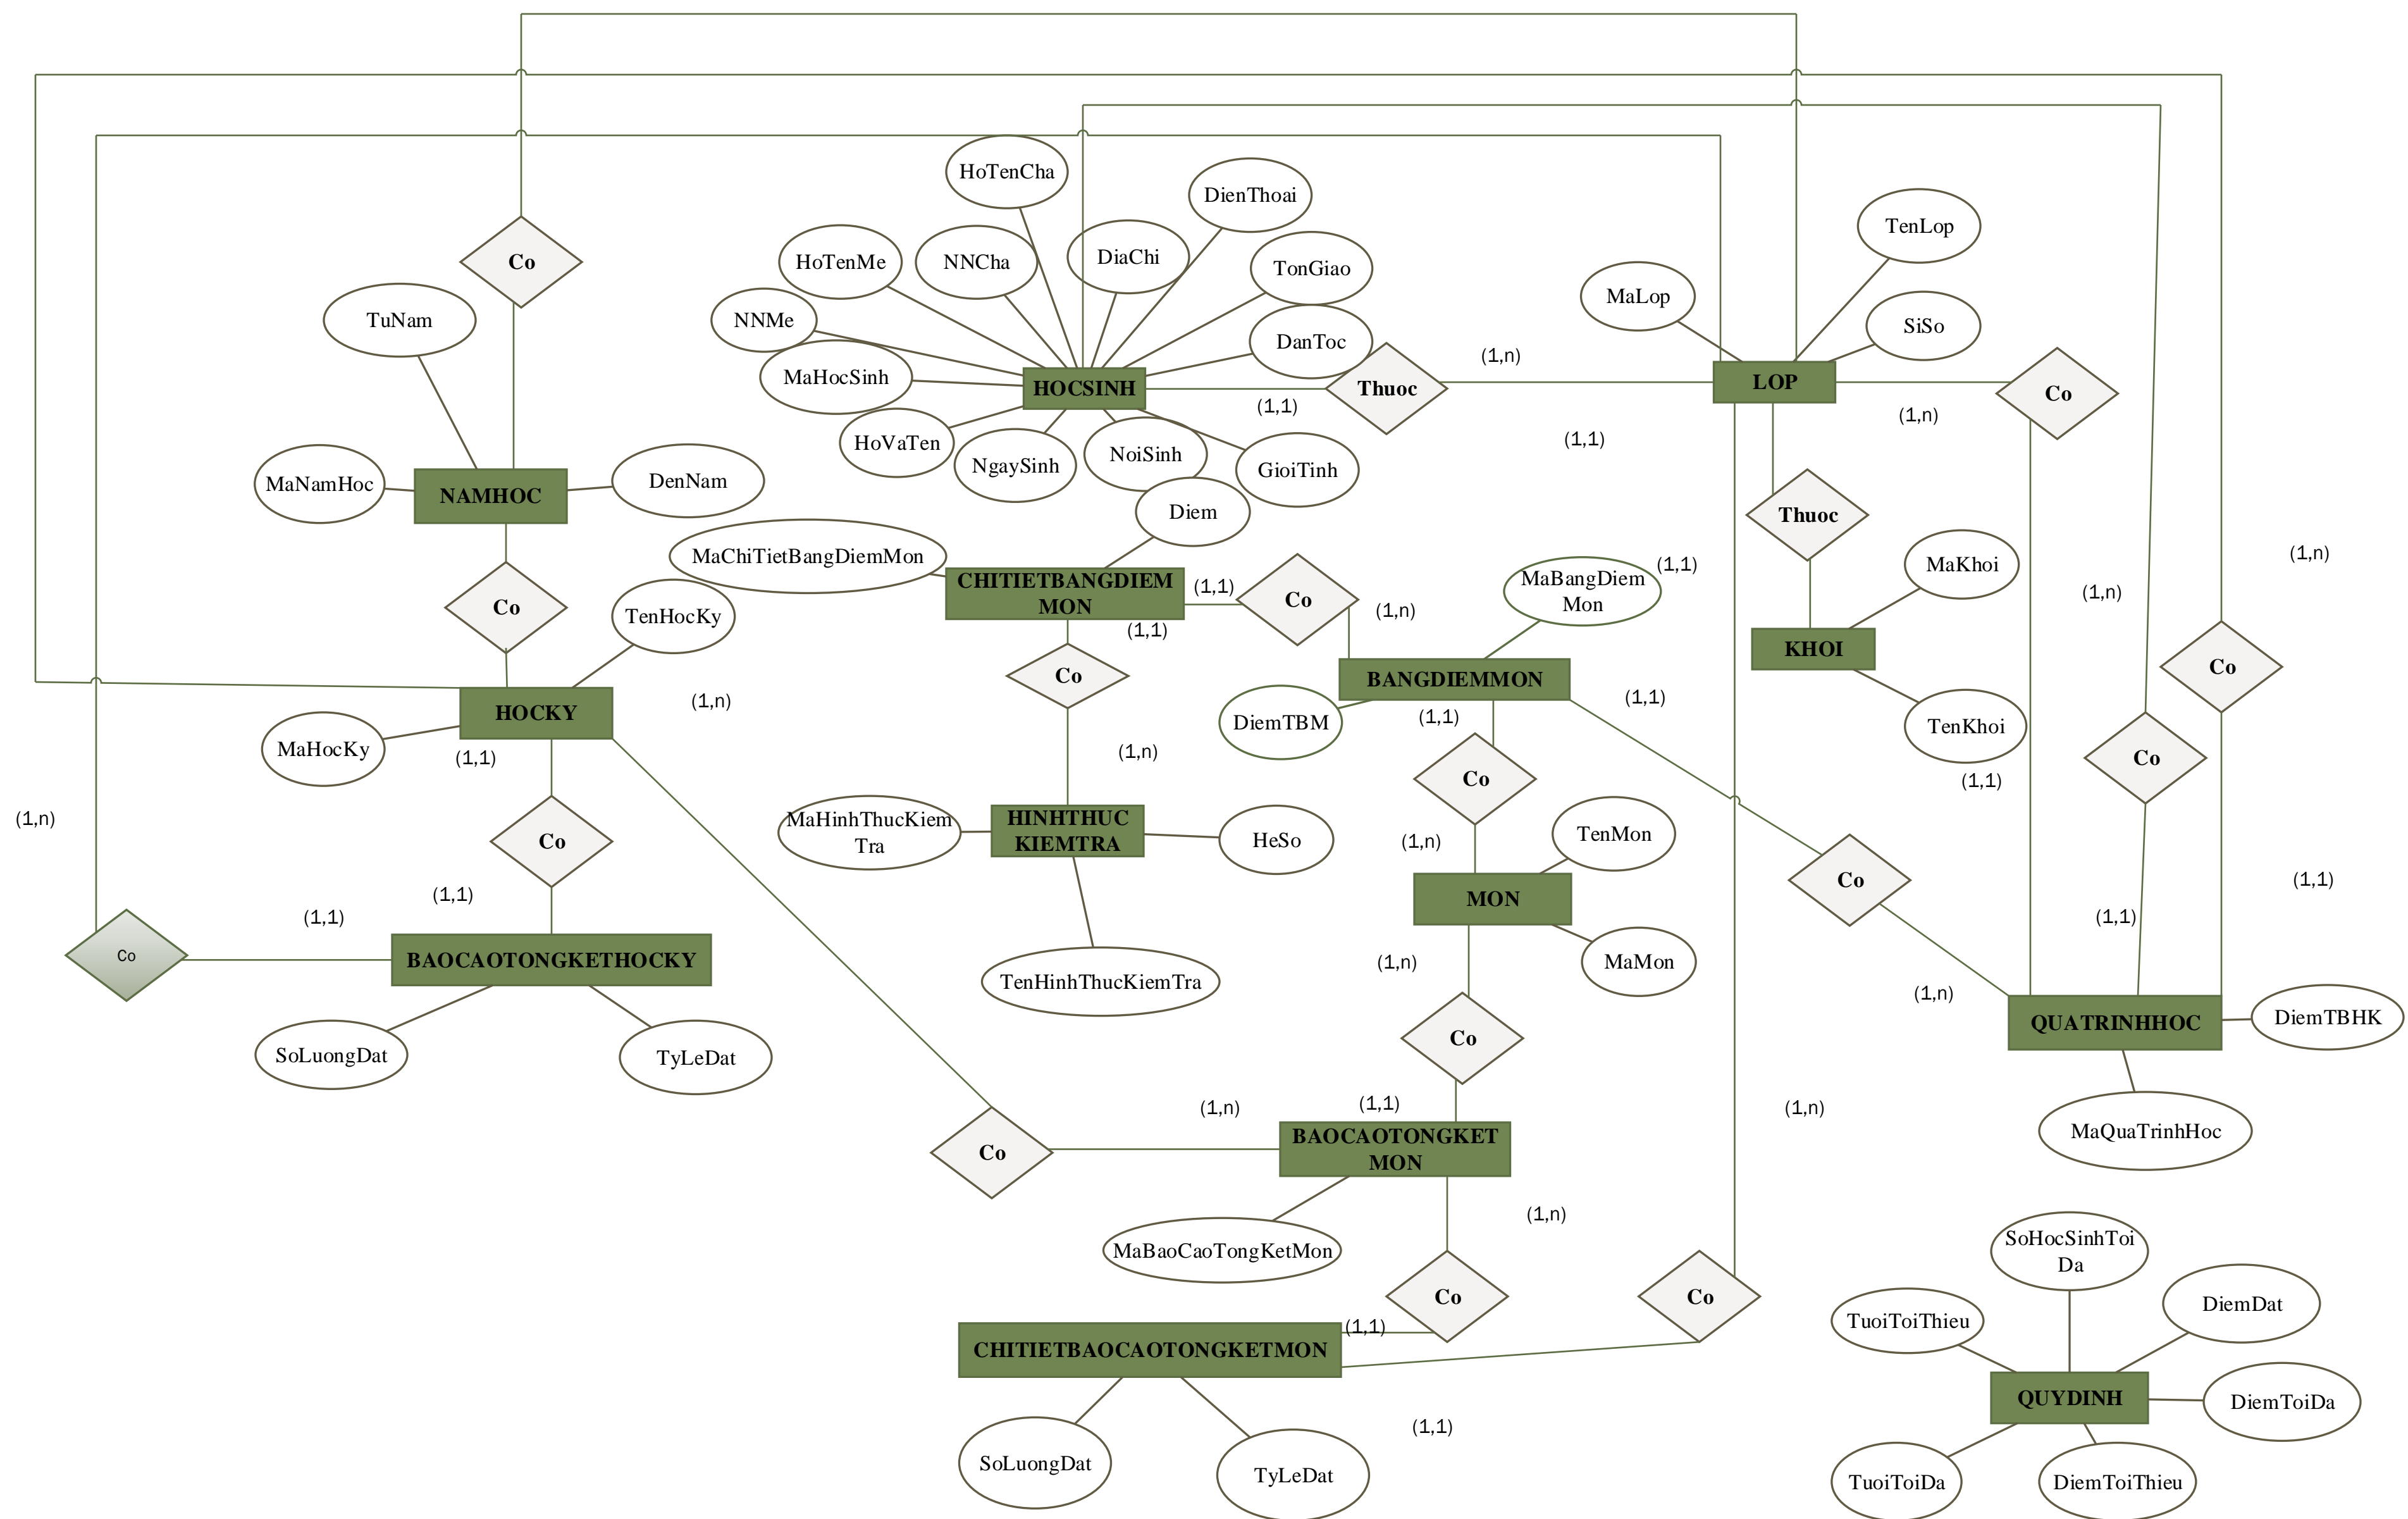 HoTenCha
DienThoai
TenLop
HoTenMe
NNCha
DiaChi
TonGiao
Co
MaLop
TuNam
NNMe
SiSo
DanToc
(1,n)
MaHocSinh
HOCSINH
Thuoc
LOP
Co
(1,1)
(1,n)
HoVaTen
NgaySinh
NoiSinh
GioiTinh
(1,1)
MaNamHoc
NAMHOC
DenNam
Diem
Thuoc
MaChiTietBangDiemMon
CHITIETBANGDIEM
MON
(1,1)
Co
(1,n)
MaBangDiem
Mon
(1,1)
MaKhoi
(1,n)
(1,n)
Co
TenHocKy
(1,1)
KHOI
Co
Co
BANGDIEMMON
(1,n)
HOCKY
DiemTBM
(1,1)
(1,1)
TenKhoi
MaHocKy
(1,1)
(1,n)
Co
(1,1)
Co
(1,n)
Co
MaHinhThucKiem
Tra
HINHTHUC
KIEMTRA
HeSo
(1,n)
TenMon
Co
(1,1)
(1,1)
(1,1)
MON
(1,1)
Co
BAOCAOTONGKETHOCKY
TenHinhThucKiemTra
(1,n)
MaMon
(1,n)
QUATRINHHOC
DiemTBHK
SoLuongDat
TyLeDat
Co
(1,n)
(1,1)
(1,n)
MaQuaTrinhHoc
Co
BAOCAOTONGKET
MON
MaBaoCaoTongKetMon
(1,n)
SoHocSinhToi
Da
Co
Co
TuoiToiThieu
DiemDat
(1,1)
CHITIETBAOCAOTONGKETMON
QUYDINH
DiemToiDa
(1,1)
SoLuongDat
TyLeDat
TuoiToiDa
DiemToiThieu